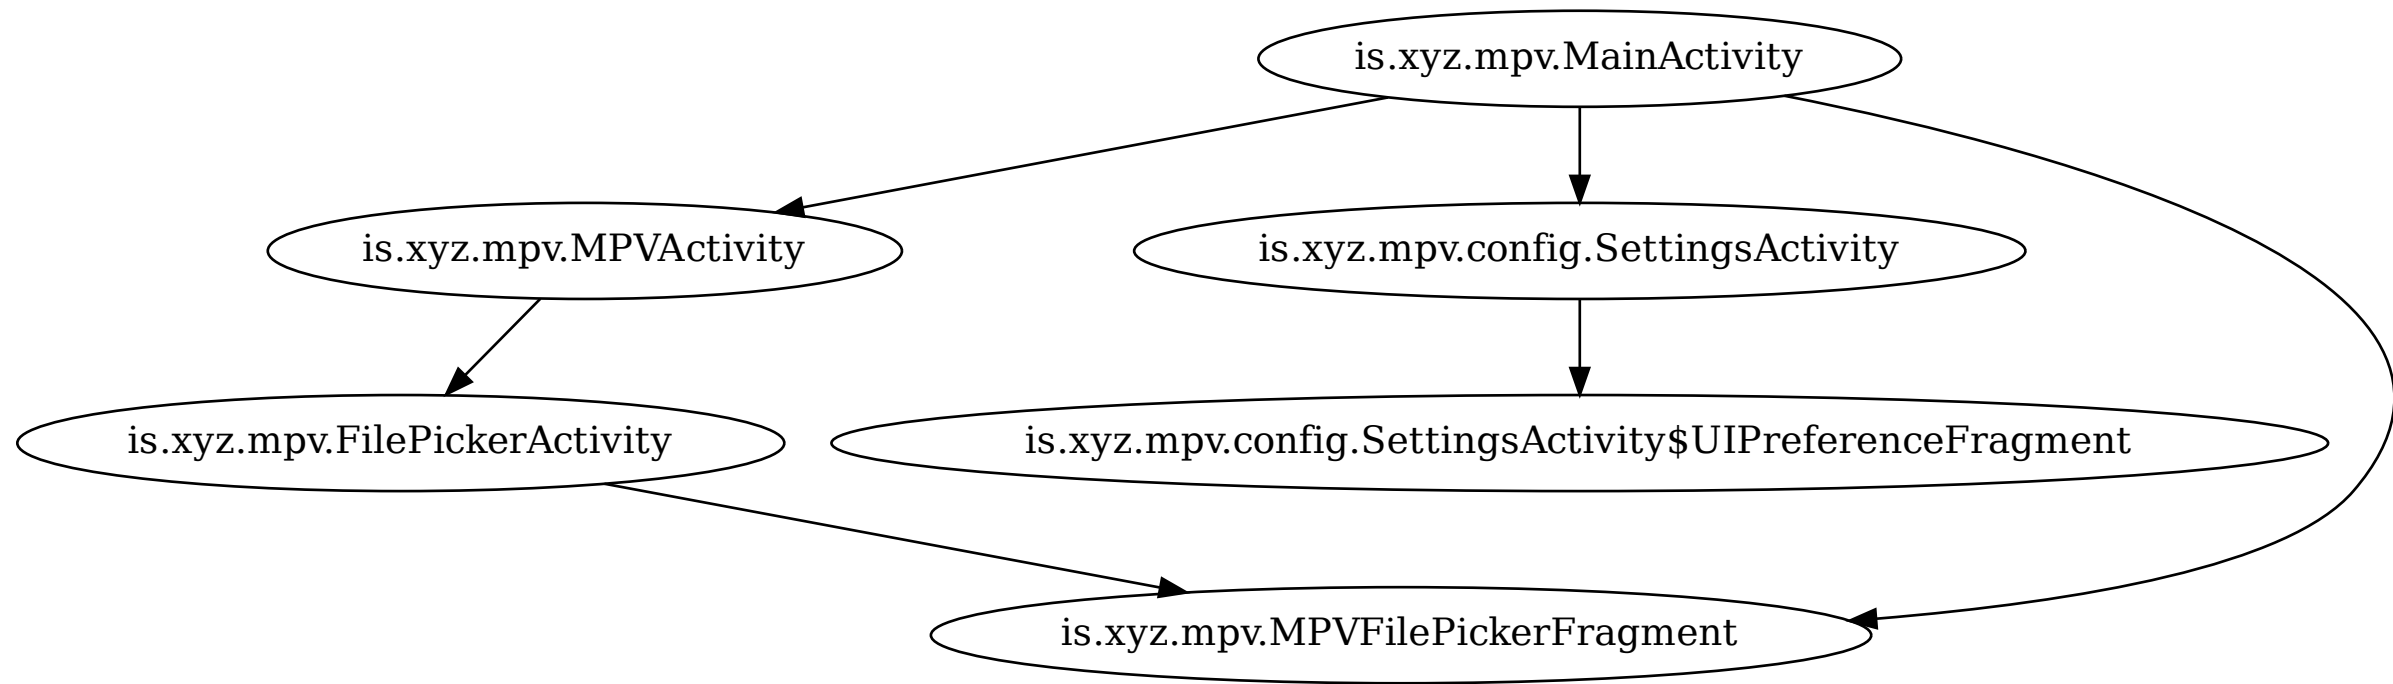 is.xyz.mpv.MainActivity
is.xyz.mpv.MPVActivity
is.xyz.mpv.config.SettingsActivity
is.xyz.mpv.FilePickerActivity
is.xyz.mpv.config.SettingsActivity$UIPreferenceFragment
is.xyz.mpv.MPVFilePickerFragment